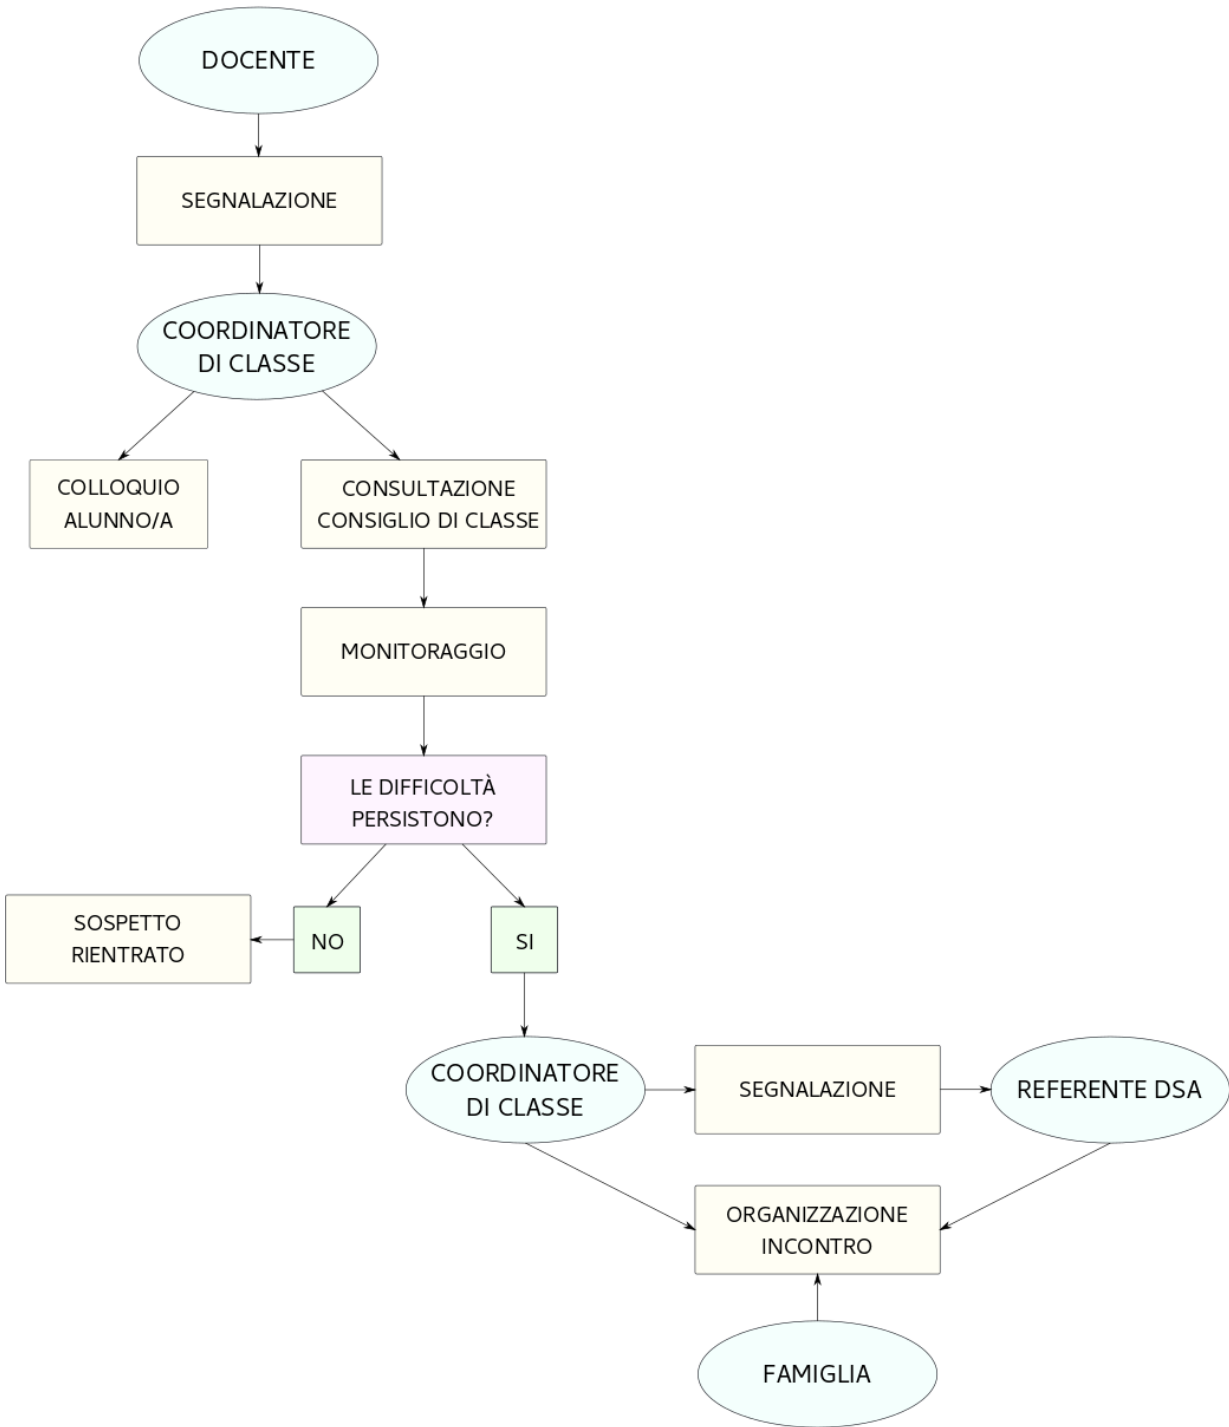 DOCENTE
SEGNALAZIONE
COORDINATORE
DI CLASSE
COLLOQUIO
ALUNNO/A
CONSULTAZIONE
CONSIGLIO DI CLASSE
MONITORAGGIO
LE DIFFICOLTÀ
PERSISTONO?
SOSPETTO
RIENTRATO
NO
SI
COORDINATORE
DI CLASSE
SEGNALAZIONE
REFERENTE DSA
ORGANIZZAZIONE
INCONTRO
FAMIGLIA